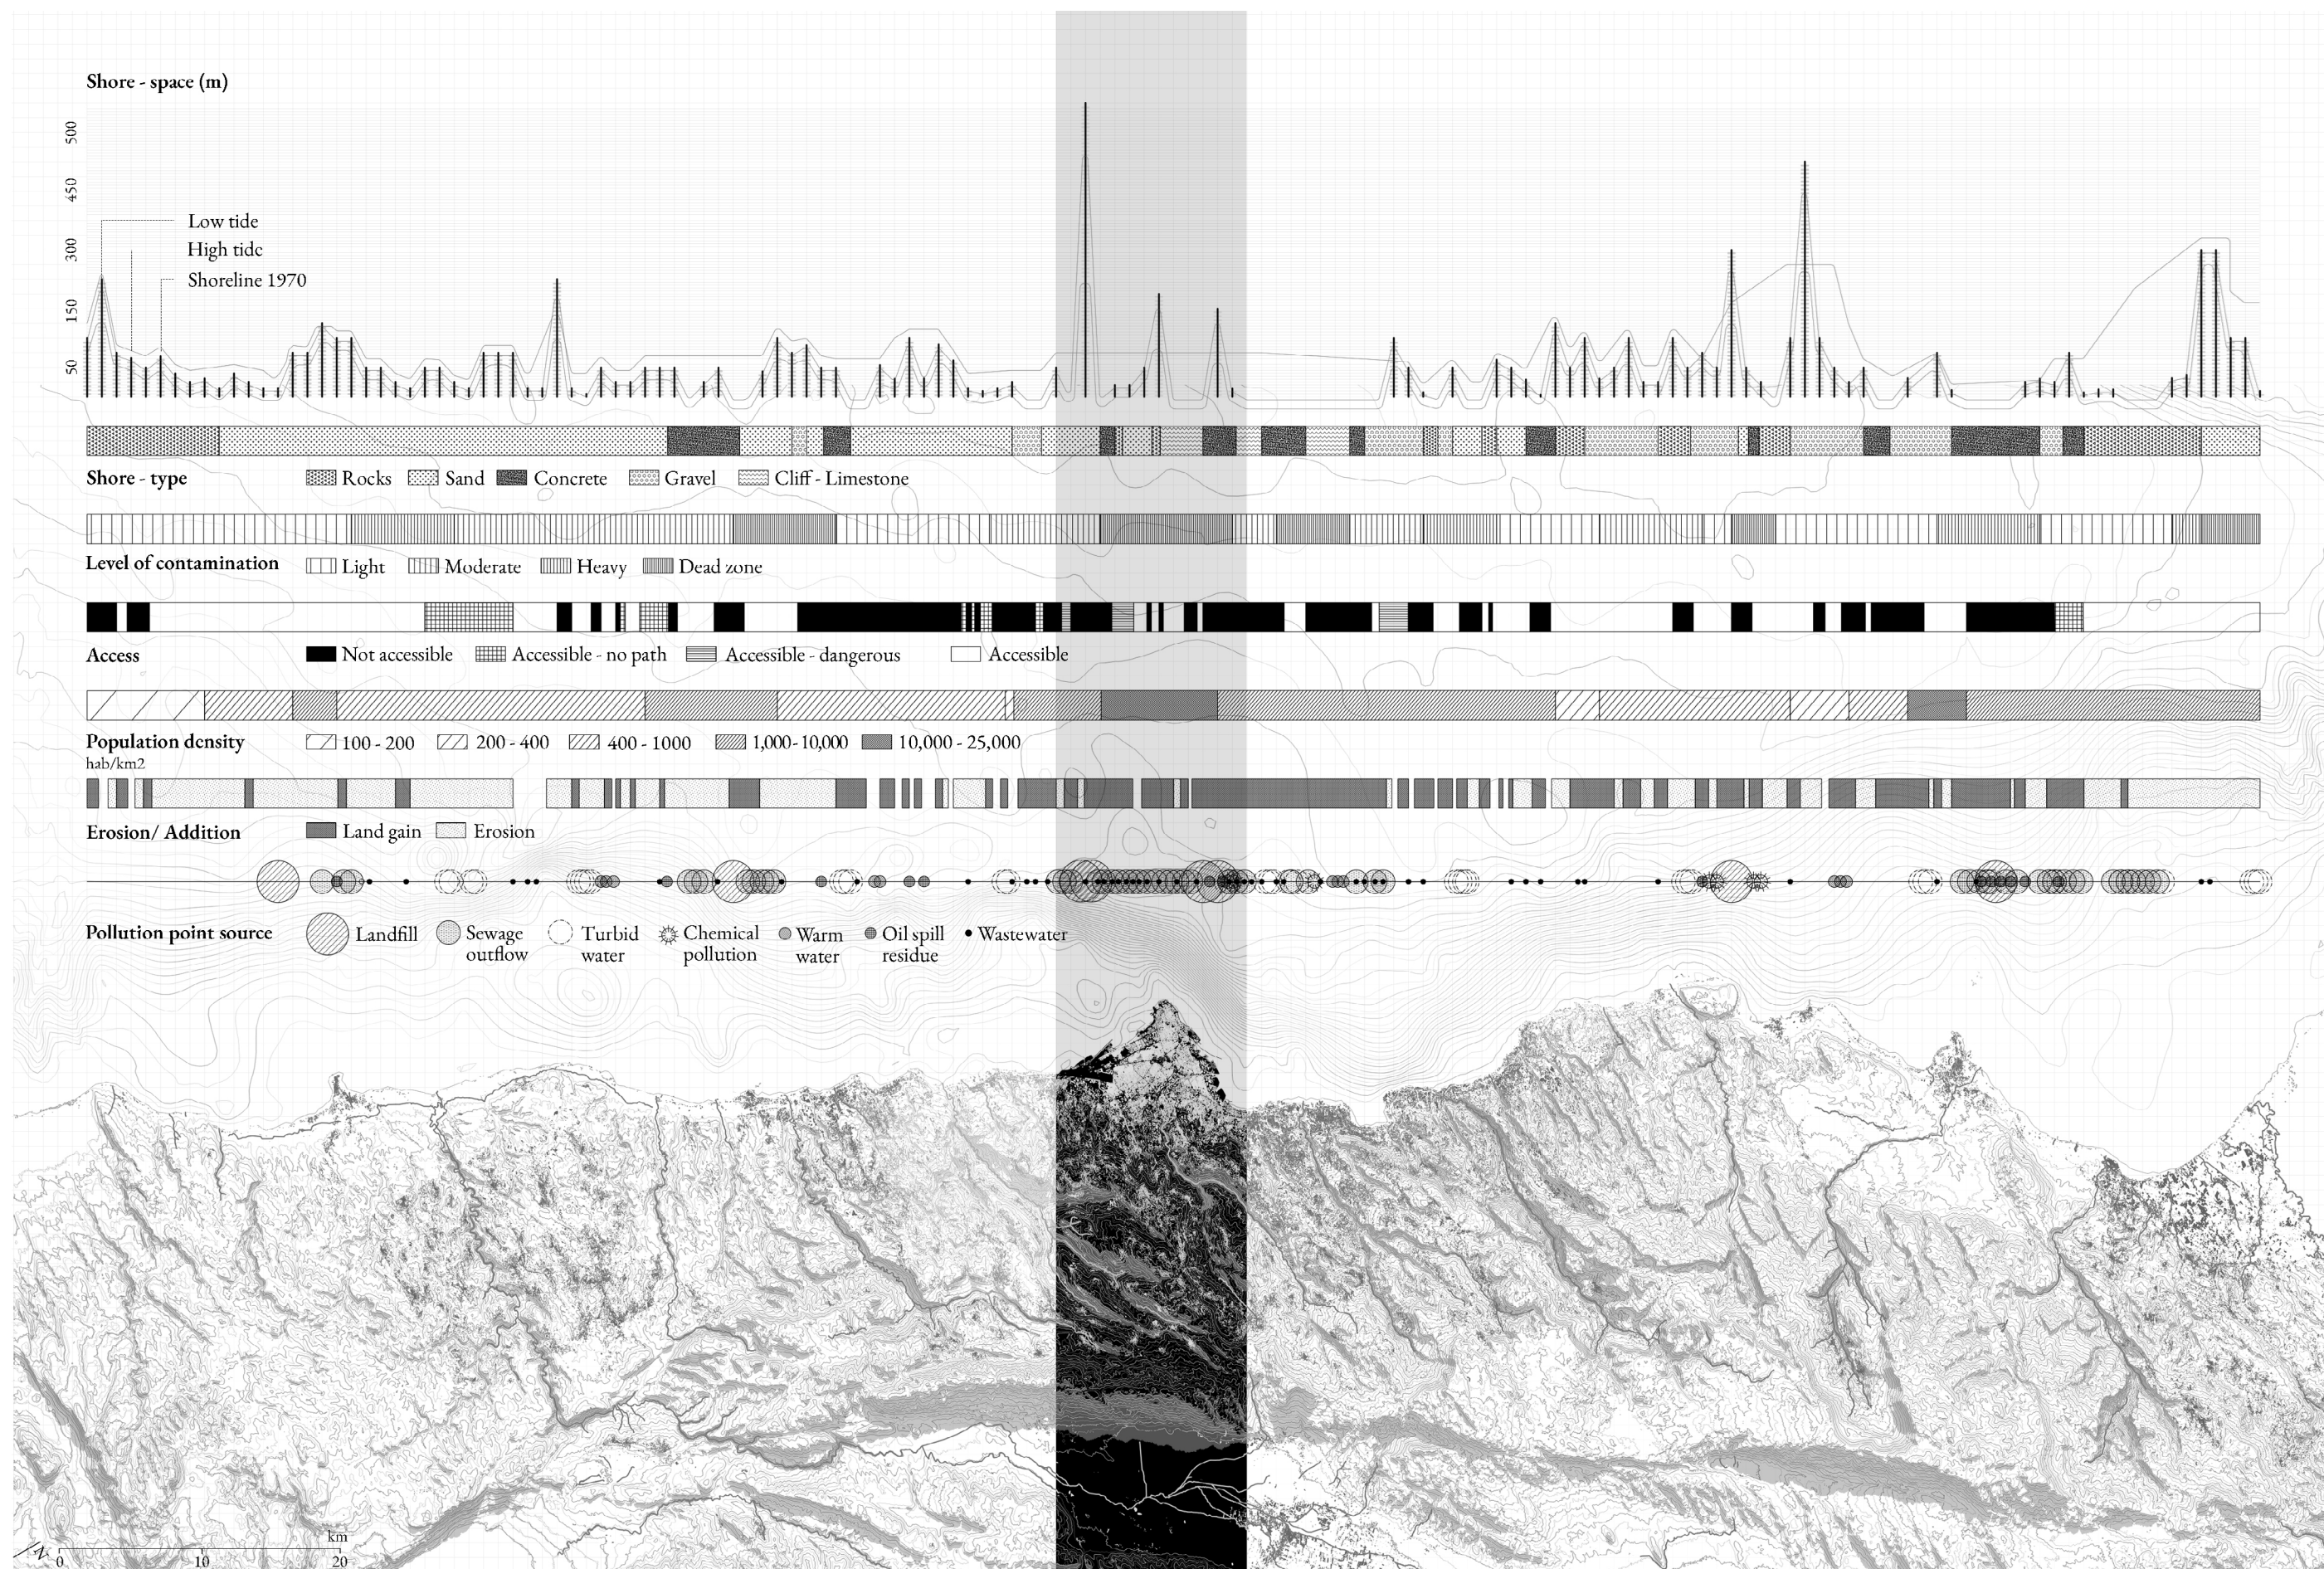 Shore - space (m)
500
450
300
150
50
Low tide
High tide
Shoreline 1970
Shore - type
Rocks
Sand
Concrete
Gravel
Cliff - Limestone
Level of contamination
Light
Moderate
Heavy
Dead zone
Access
Not accessible
Accessible - no path
Accessible - dangerous
Accessible
Population density
hab/km2
100 - 200
200 - 400
400 - 1000
1,000-10,000
10,000 - 25,000
Erosion/ Addition
Land gain
Erosion
Pollution point source
Landfill
Sewage
outflow
Turbid
water
Chemical
pollution
Warm
water
Oil spill
residue
Wastewater
km
N
0
10
20